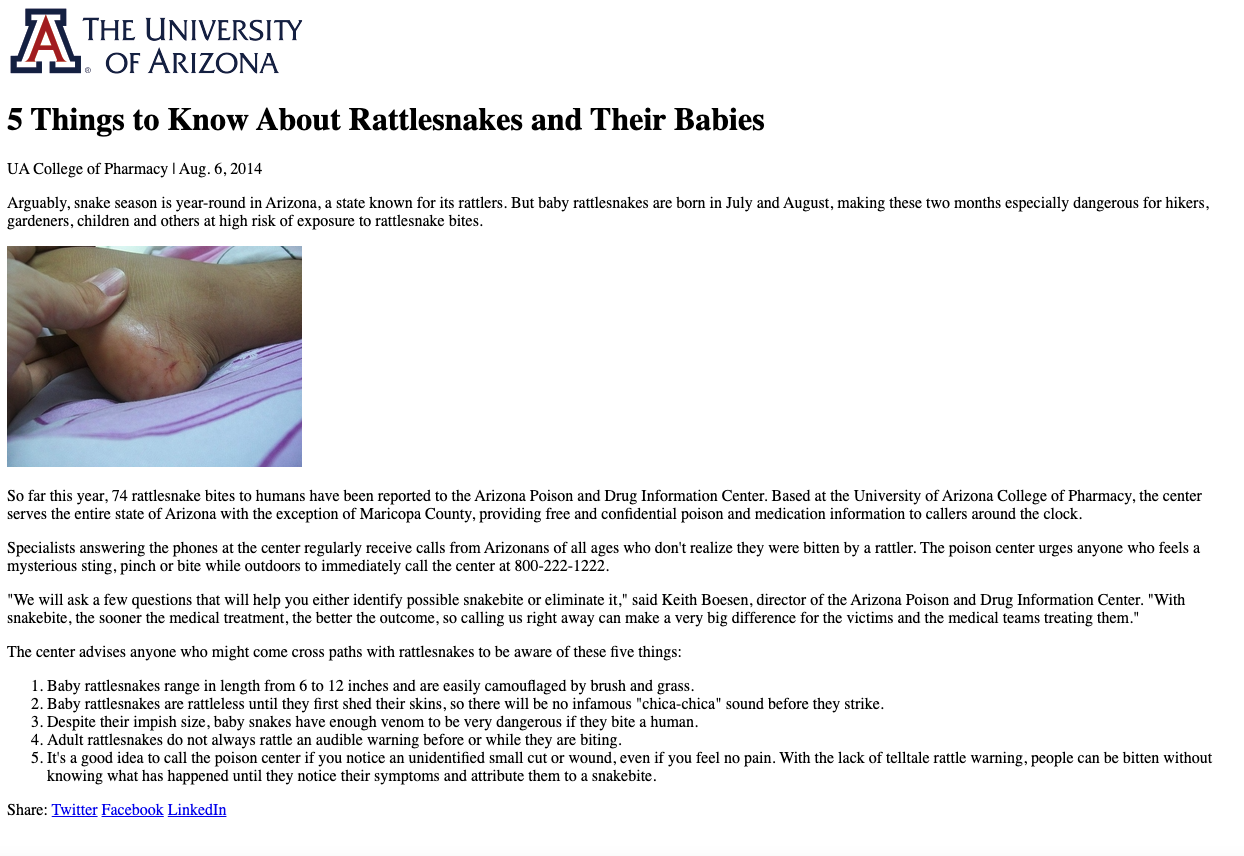 THE UNIVERSITY
OF ARIZONA
A
®
5 Things to Know About Rattlesnakes and Their Babies
UA College of Pharmacy | Aug. 6, 2014
Arguably, snake season is year-round in Arizona, a state known for its rattlers. But baby rattlesnakes are born in July and August, making these two months especially dangerous for hikers,
gardeners, children and others at high risk of exposure to rattlesnake bites.
So far this year, 74 rattlesnake bites to humans have been reported to the Arizona Poison and Drug Information Center. Based at the University of Arizona College of Pharmacy, the center
serves the entire state of Arizona with the exception of Maricopa County, providing free and confidential poison and medication information to callers around the clock.
Specialists answering the phones at the center regularly receive calls from Arizonans of all ages who don't realize they were bitten by a rattler. The poison center urges anyone who feels a
mysterious sting, pinch or bite while outdoors to immediately call the center at 800-222-1222.
"We will ask a few questions that will help you either identify possible snakebite or eliminate it," said Keith Boesen, director of the Arizona Poison and Drug Information Center. "With
snakebite, the sooner the medical treatment, the better the outcome, so calling us right away can make a very big difference for the victims and the medical teams treating them."
The center advises anyone who might come cross paths with rattlesnakes to be aware of these five things:
1. Baby rattlesnakes range in length from 6 to 12 inches and are easily camouflaged by brush and grass.
2. Baby rattlesnakes are rattleless until they first shed their skins, so there will be no infamous "chica-chica" sound before they strike.
3. Despite their impish size, baby snakes have enough venom to be very dangerous if they bite a human.
4. Adult rattlesnakes do not always rattle an audible warning before or while they are biting.
5. It's a good idea to call the poison center if you notice an unidentified small cut or wound, even if you feel no pain. With the lack of telltale rattle warning, people can be bitten without
knowing what has happened until they notice their symptoms and attribute them to a snakebite.
Share: Twitter Facebook LinkedIn